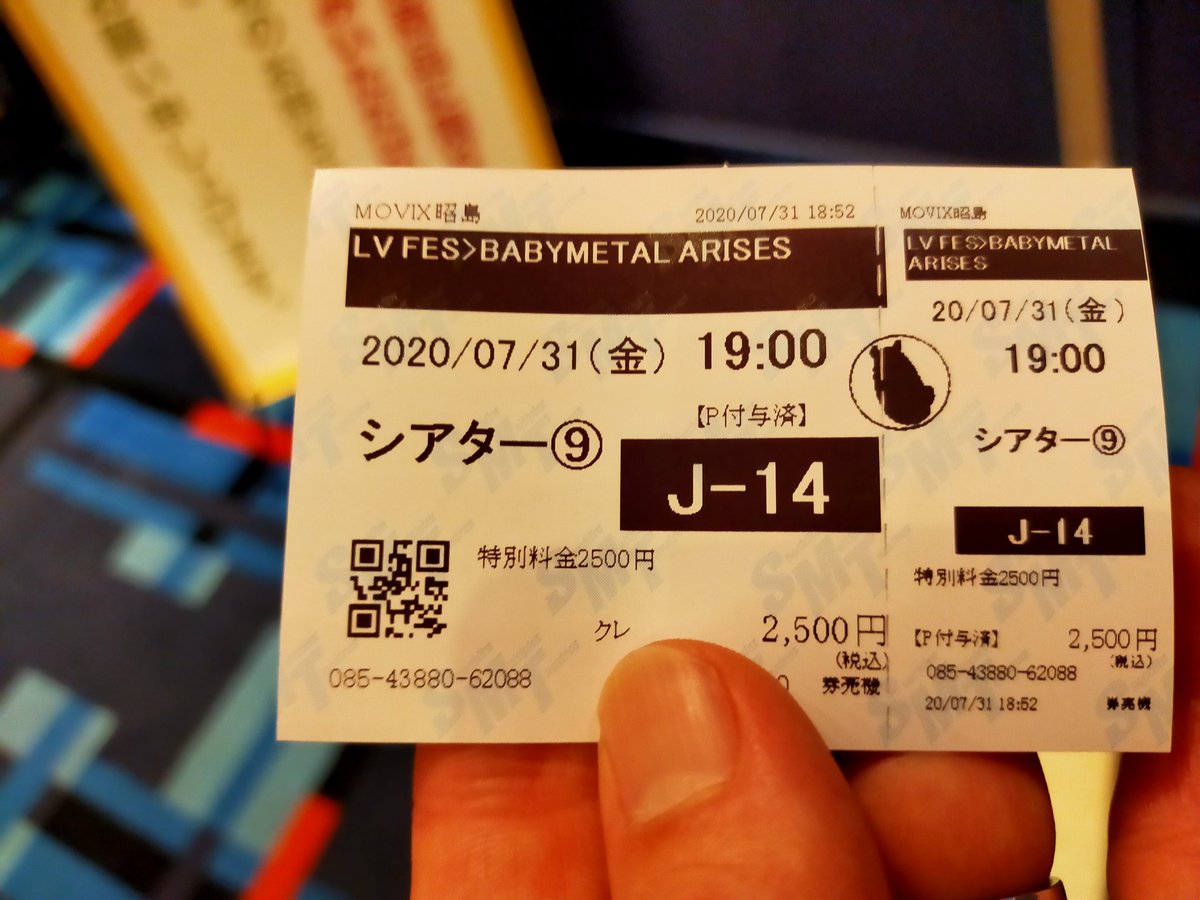 MOVIX昭島
2020/07/31 18:52
LV FES>BABYMETAL ARISES
2020/07/31(金) 19:00
【P付与済】
シアター⑨
J-14
特別料金2500円
クレ
2,500円
(税込)
085-43880-62088
券売機
MOVIX昭島
LV FES>BABYMETAL
ARISES
20/07/31(金)
19:00
シアター⑨
J-14
特別料金2500円
【P付与済】 2,500円
(税込)
085-43880-62088
20/07/31 18:52 券売機
SMT